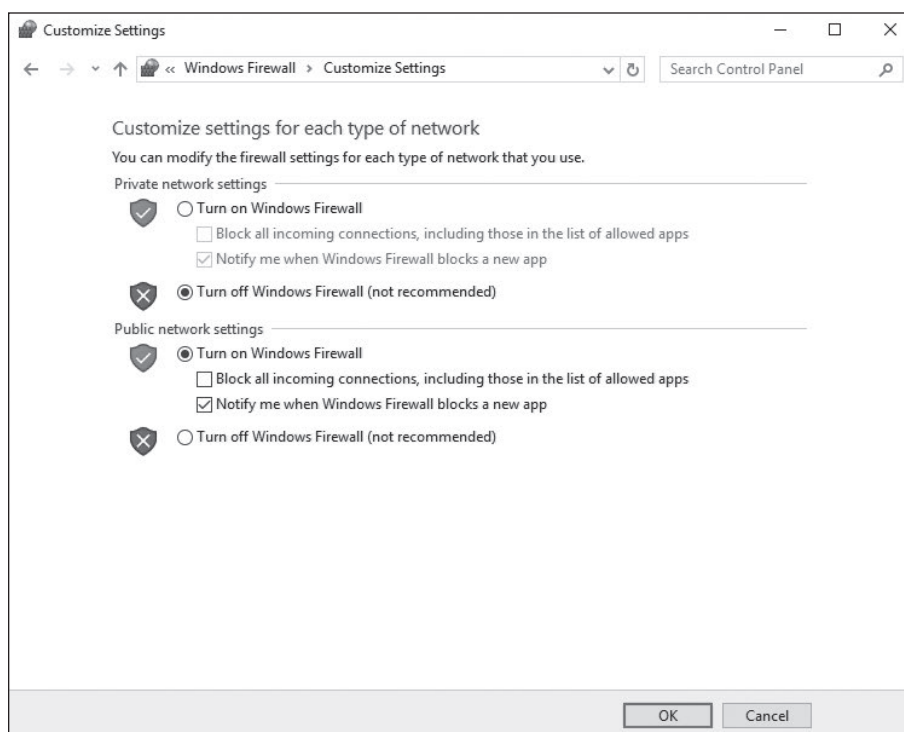 Customize Settings
« Windows Firewall > Customize Settings
Search Control Panel
Customize settings for each type of network
You can modify the firewall settings for each type of network that you use.
Private network settings
Turn on Windows Firewall
Block all incoming connections, including those in the list of allowed apps
Notify me when Windows Firewall blocks a new app
Turn off Windows Firewall (not recommended)
Public network settings
Turn on Windows Firewall
Block all incoming connections, including those in the list of allowed apps
Notify me when Windows Firewall blocks a new app
Turn off Windows Firewall (not recommended)
OK
Cancel